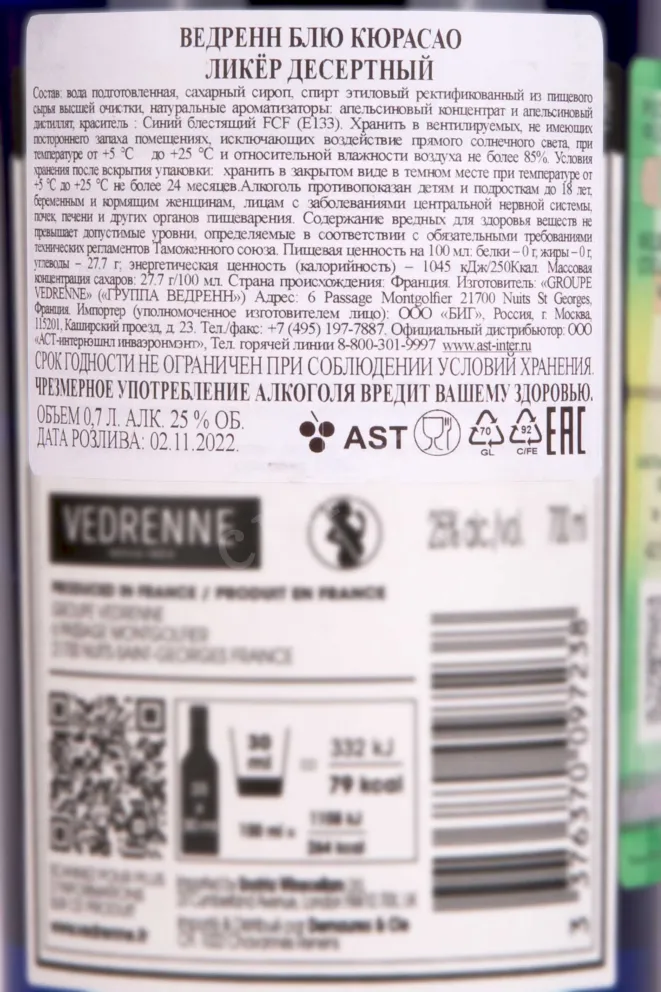 ВЕДРЕНН БЛЮ КЮРАСАО
ЛИКЁР ДЕСЕРТНЫЙ
Состав: вода подготовленная, сахарный сироп, спирт этиловый ректификованный из пищевого
сырья высшей очистки, натуральные ароматизаторы: апельсиновый концентрат и апельсиновый
дистиллят, краситель : Синий блестящий FCF (Е133). Хранить в вентилируемых, не имеющих
постороннего запаха помещениях, исключающих воздействие прямого солнечного света, при
температуре от +5 °С до +25 °С и относительной влажности воздуха не более 85%. Условия
хранения после вскрытия упаковки: хранить в закрытом виде в темном месте при температуре от
+5 °С до +25 °С не более 24 месяцев.Алкоголь противопоказан детям и подросткам до 18 лет,
беременным и кормящим женщинам, лицам с заболеваниями центральной нервной системы,
почек, печени и других органов пищеварения. Содержание вредных для здоровья веществ не
превышает допустимые уровни, определяемые в соответствии с обязательными требованиями
технических регламентов Таможенного союза. Пищевая ценность на 100 мл: белки – 0 г, жиры – 0 г,
углеводы – 27,7 г; энергетическая ценность (калорийность) – 1045 кДж/250Ккал. Массовая
концентрация сахаров: 27.7 г/100 мл. Страна происхождения: Франция. Изготовитель: «GROUPE
VEDRENNE» («ГРУППА ВЕДРЕНН») Адрес: 6 Passage Montgolfier 21700 Nuits St Georges,
Франция. Импортер (уполномоченное изготовителем лицо): ООО «БИГ», Россия, г. Москва,
115201, Каширский проезд, д. 23. Тел./факс: +7 (495) 197-7887. Официальный дистрибьютор: ООО
«АСТ-интернэшнл инваэронмэнт», Тел. горячей линии 8-800-301-9997 www.ast-inter.ru
СРОК ГОДНОСТИ НЕ ОГРАНИЧЕН ПРИ СОБЛЮДЕНИИ УСЛОВИЙ ХРАНЕНИЯ.
ЧРЕЗМЕРНОЕ УПОТРЕБЛЕНИЕ АЛКОГОЛЯ ВРЕДИТ ВАШЕМУ ЗДОРОВЬЮ.
ОБЪЕМ 0,7 Л. АЛК. 25 % ОБ.
ДАТА РОЗЛИВА: 02.11.2022.
AST
70
GL
92
C/FE
EAC
VEDRENNE
25% alc./vol. 700 ml
PRODUCED IN FRANCE / PRODUIT EN FRANCE
GROUPE VEDRENNE
6 PASSAGE MONTGOLFIER
21700 NUITS-SAINT-GEORGES FRANCE
30 ml = 332 kJ
79 kcal
100 ml =
kJ
264 kcal
www.vedrenne.fr
3 376370 097238